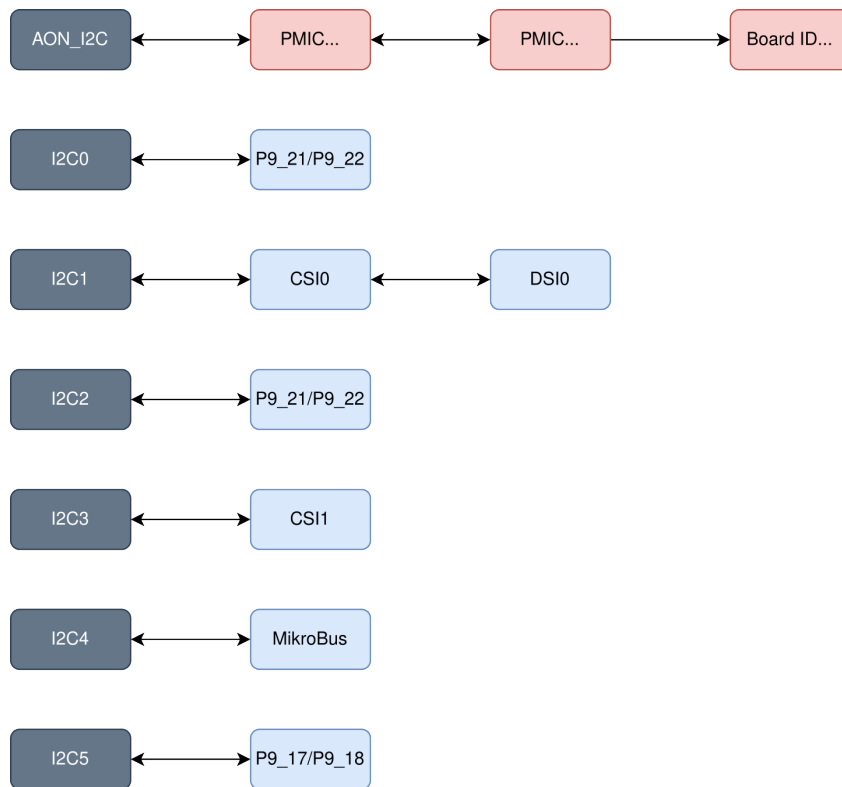 AON_I2C PMIC... PMIC... Board ID...
I2C0 P9_21/P9_22
I2C1 CSI0 DSI0
I2C2 P9_21/P9_22
I2C3 CSI1
I2C4 MikroBus
I2C5 P9_17/P9_18